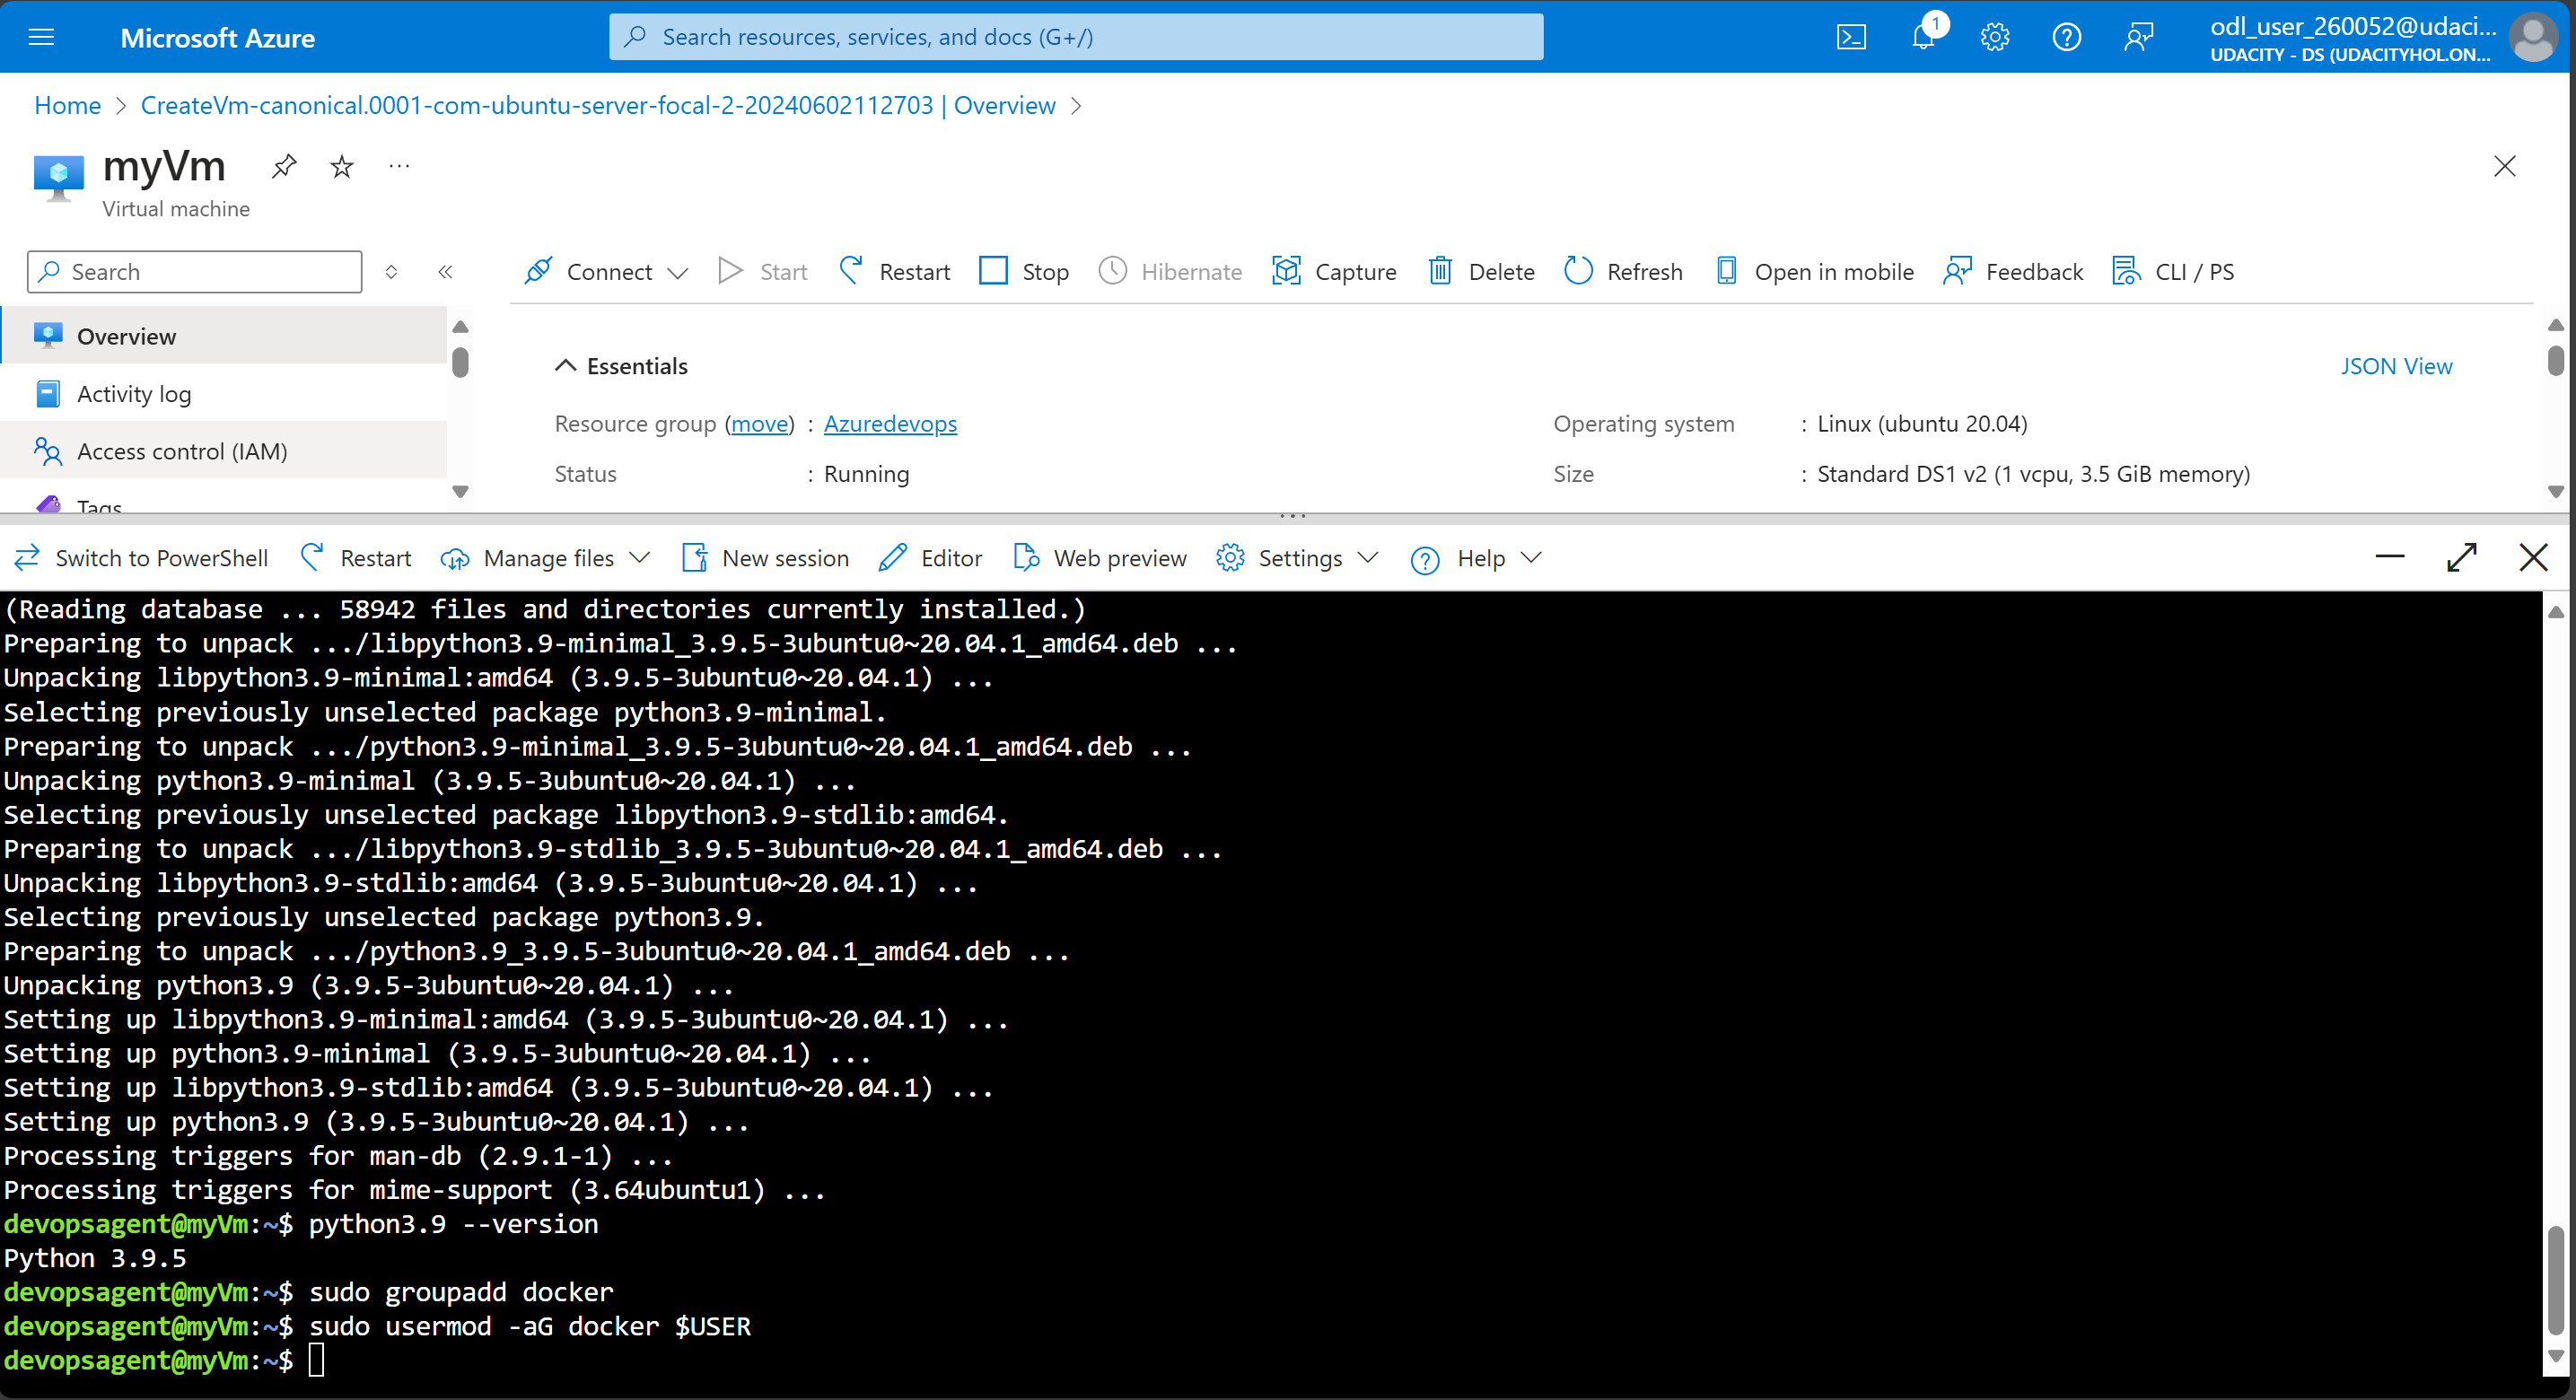 Microsoft Azure
Search resources, services, and docs (G+/)
1
odl_user_260052@udaci...
UDACITY - DS (UDACITYHOL.ON...
Home > CreateVm-canonical.0001-com-ubuntu-server-focal-2-20240602112703 | Overview >
myVm
...
Virtual machine
Search
Connect
Start
Restart
Stop
Hibernate
Capture
Delete
Refresh
Open in mobile
Feedback
CLI / PS
Overview
Activity log
Access control (IAM)
Tags
Essentials
JSON View
Resource group (move) : Azuredevops
Operating system : Linux (ubuntu 20.04)
Status : Running
Size : Standard DS1 v2 (1 vcpu, 3.5 GiB memory)
Switch to PowerShell
Restart
Manage files
New session
Editor
Web preview
Settings
Help
(Reading database ... 58942 files and directories currently installed.)
Preparing to unpack .../libpython3.9-minimal_3.9.5-3ubuntu0~20.04.1_amd64.deb ...
Unpacking libpython3.9-minimal:amd64 (3.9.5-3ubuntu0~20.04.1) ...
Selecting previously unselected package python3.9-minimal.
Preparing to unpack .../python3.9-minimal_3.9.5-3ubuntu0~20.04.1_amd64.deb ...
Unpacking python3.9-minimal (3.9.5-3ubuntu0~20.04.1) ...
Selecting previously unselected package libpython3.9-stdlib:amd64.
Preparing to unpack .../libpython3.9-stdlib_3.9.5-3ubuntu0~20.04.1_amd64.deb ...
Unpacking libpython3.9-stdlib:amd64 (3.9.5-3ubuntu0~20.04.1) ...
Selecting previously unselected package python3.9.
Preparing to unpack .../python3.9_3.9.5-3ubuntu0~20.04.1_amd64.deb ...
Unpacking python3.9 (3.9.5-3ubuntu0~20.04.1) ...
Setting up libpython3.9-minimal:amd64 (3.9.5-3ubuntu0~20.04.1) ...
Setting up python3.9-minimal (3.9.5-3ubuntu0~20.04.1) ...
Setting up libpython3.9-stdlib:amd64 (3.9.5-3ubuntu0~20.04.1) ...
Setting up python3.9 (3.9.5-3ubuntu0~20.04.1) ...
Processing triggers for man-db (2.9.1-1) ...
Processing triggers for mime-support (3.64ubuntu1) ...
devopsagent@myVm:~$ python3.9 --version
Python 3.9.5
devopsagent@myVm:~$ sudo groupadd docker
devopsagent@myVm:~$ sudo usermod -aG docker $USER
devopsagent@myVm:~$